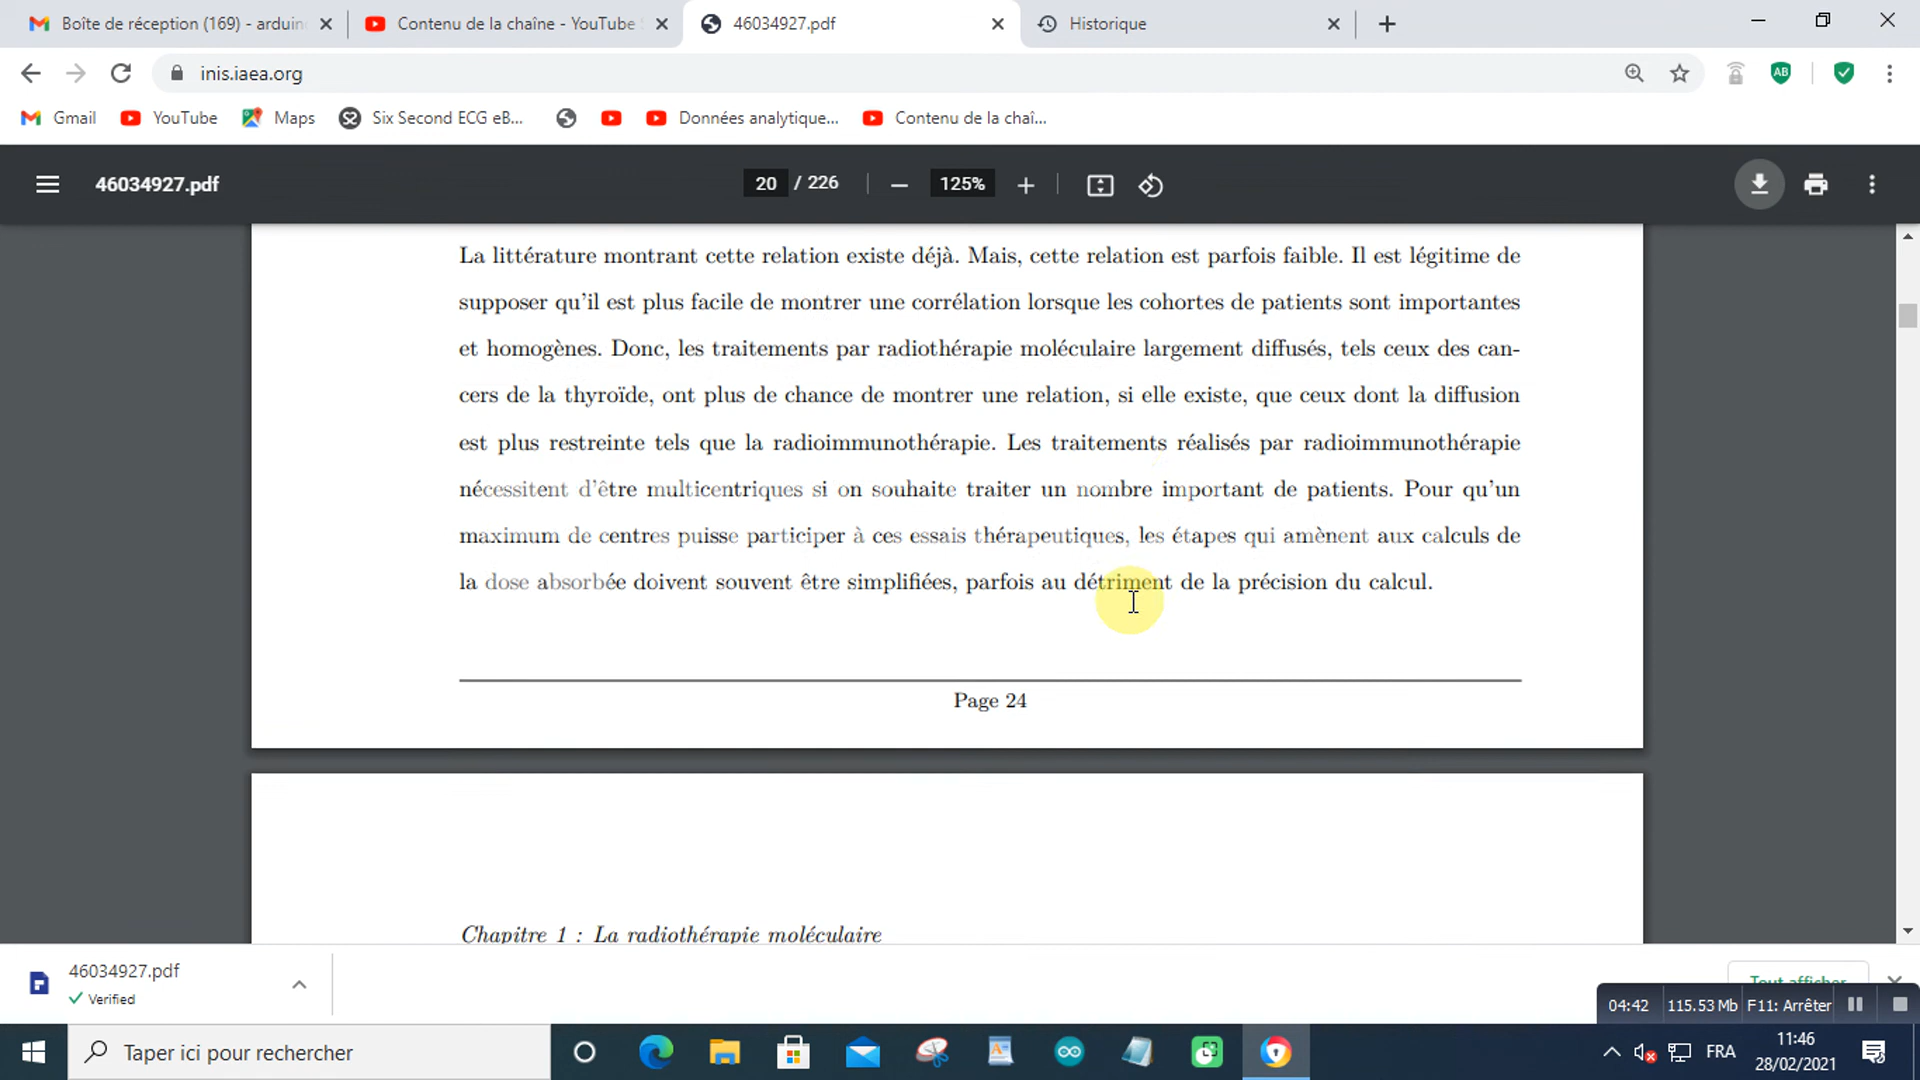 Boîte de réception (169) - arduin
Contenu de la chaîne - YouTube S
46034927.pdf
Historique
inis.iaea.org
AB
Gmail
YouTube
Maps
Six Second ECG eB...
Données analytique...
Contenu de la chaî...
46034927.pdf
20 / 226
125%
La littérature montrant cette relation existe déjà. Mais, cette relation est parfois faible. Il est légitime de
supposer qu'il est plus facile de montrer une corrélation lorsque les cohortes de patients sont importantes
et homogènes. Donc, les traitements par radiothérapie moléculaire largement diffusés, tels ceux des can-
cers de la thyroïde, ont plus de chance de montrer une relation, si elle existe, que ceux dont la diffusion
est plus restreinte tels que la radioimmunothérapie. Les traitements réalisés par radioimmunothérapie
nécessitent d'être multicentriques si on souhaite traiter un nombre important de patients. Pour qu'un
maximum de centres puisse participer à ces essais thérapeutiques, les étapes qui amènent aux calculs de
la dose absorbée doivent souvent être simplifiées, parfois au détriment de la précision du calcul.
Page 24
Chapitre 1 : La radiothérapie moléculaire
46034927.pdf
Verified
Tout afficher
04:42
115.53 Mb
F11: Arrêter
Taper ici pour rechercher
FRA
11:46
28/02/2021